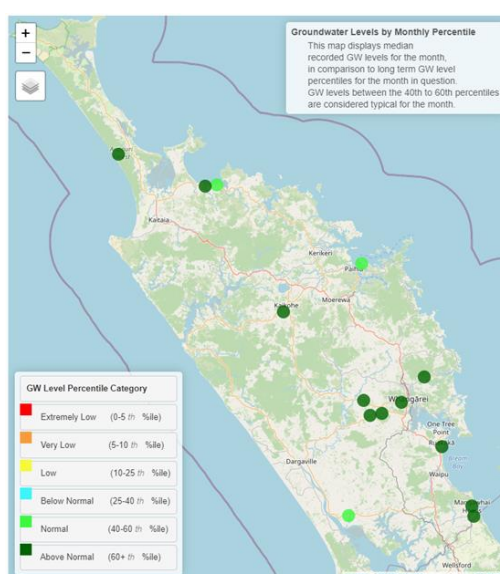 +
−
Groundwater Levels by Monthly Percentile
This map displays median
recorded GW levels for the month,
in comparison to long term GW level
percentiles for the month in question.
GW levels between the 40th to 60th percentiles
are considered typical for the month.
Kaitaia
Kerikeri
Paihia
Moerewa
Kaikohe
Whangārei
One Tree
Point
Ruakākā
Bream
Bay
Dargaville
Waipu
Mangawhai
Wellsford
GW Level Percentile Category
Extremely Low (0-5 th %ile)
Very Low (5-10 th %ile)
Low (10-25 th %ile)
Below Normal (25-40 th %ile)
Normal (40-60 th %ile)
Above Normal (60+ th %ile)